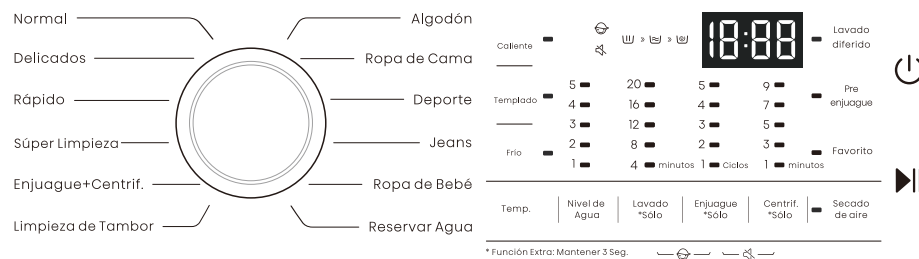 Normal
Delicados
Rápido
Súper Limpieza
Enjuague+Centrif.
Limpieza de Tambor
Algodón
Ropa de Cama
Deporte
Jeans
Ropa de Bebé
Reservar Agua
Caliente
Templado
Frío
» »
18:88
Lavado
diferido
Pre
enjuague
Favorito
5 20 5 9
4 16 4 7
3 12 3 5
2 8 2 3
1 4 minutos 1 Ciclos 1 minutos
Temp.
Nivel de
Agua
Lavado
*Sólo
Enjuague
*Sólo
Centrif.
*Sólo
Secado
de aire
* Función Extra: Mantener 3 Seg.